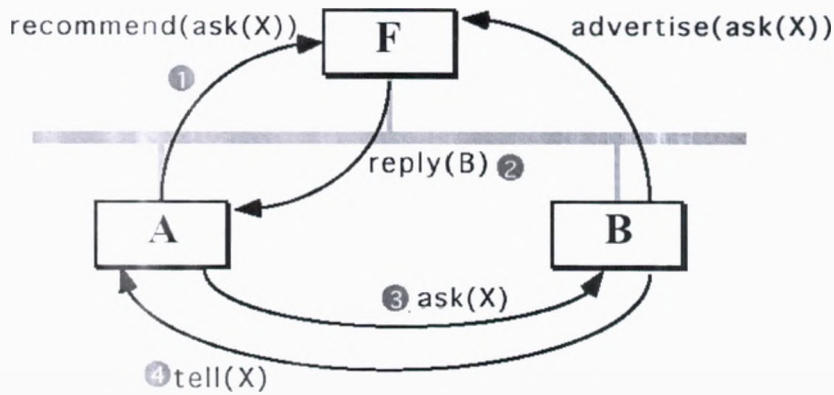 recommend(ask(X))
F
advertise(ask(X))
1
reply(B) 2
A
B
3 ask(X)
4 tell(X)